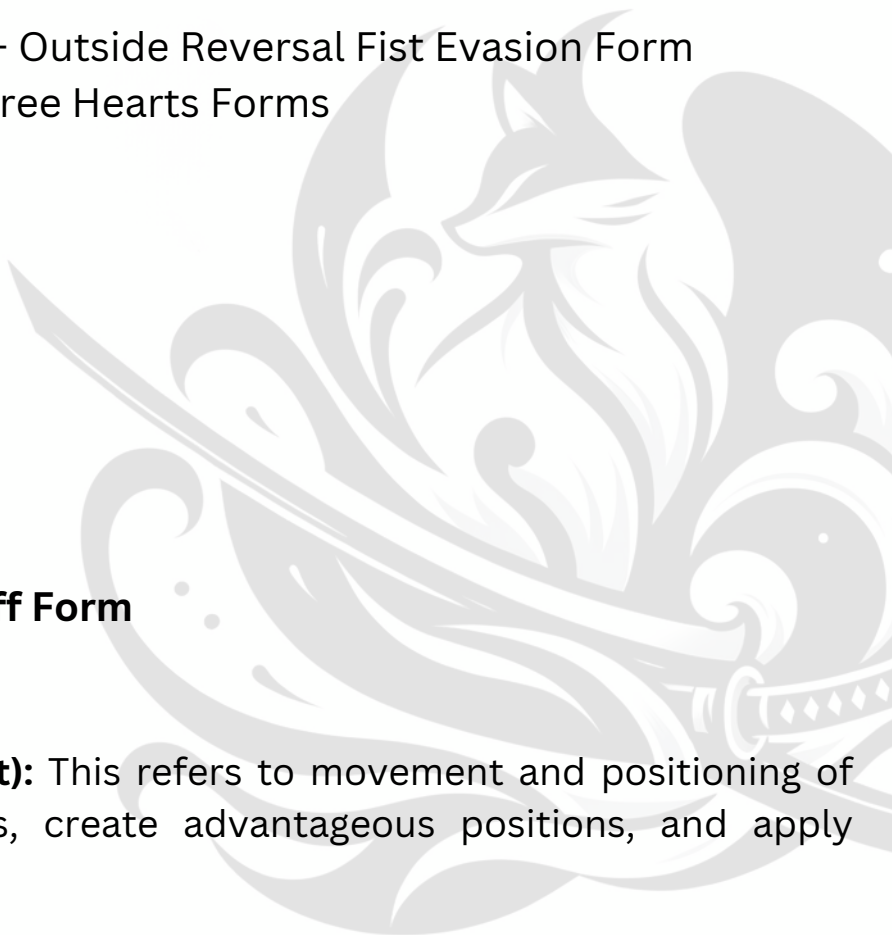 - Outside Reversal Fist Evasion Form
ree Hearts Forms
ff Form
t): This refers to movement and positioning of
s, create advantageous positions, and apply